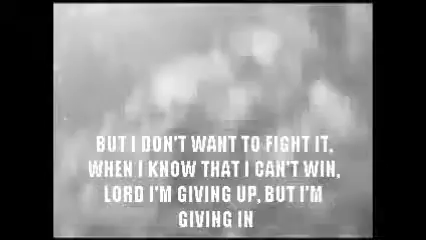 BUT I DON'T WANT TO FIGHT IT,
WHEN I KNOW THAT I CAN'T WIN,
LORD I'M GIVING UP, BUT I'M
GIVING IN